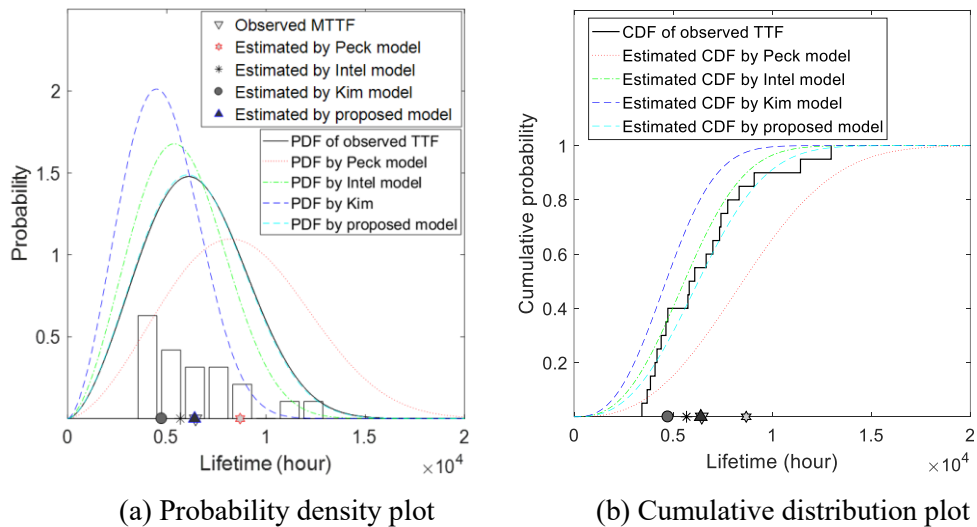 Observed MTTF
Estimated by Peck model
Estimated by Intel model
Estimated by Kim model
Estimated by proposed model
PDF of observed TTF
PDF by Peck model
PDF by Intel model
PDF by Kim
PDF by proposed model
Probability
2
1.5
1
0.5
0 0.5 1.0 1.5 2.0
Lifetime (hour)
×10⁴
(a) Probability density plot
CDF of observed TTF
Estimated CDF by Peck model
Estimated CDF by Intel model
Estimated CDF by Kim model
Estimated CDF by proposed model
Cumulative probability
1
0.8
0.6
0.4
0.2
0 0.5 1.0 1.5 2.0
Lifetime (hour)
×10⁴
(b) Cumulative distribution plot